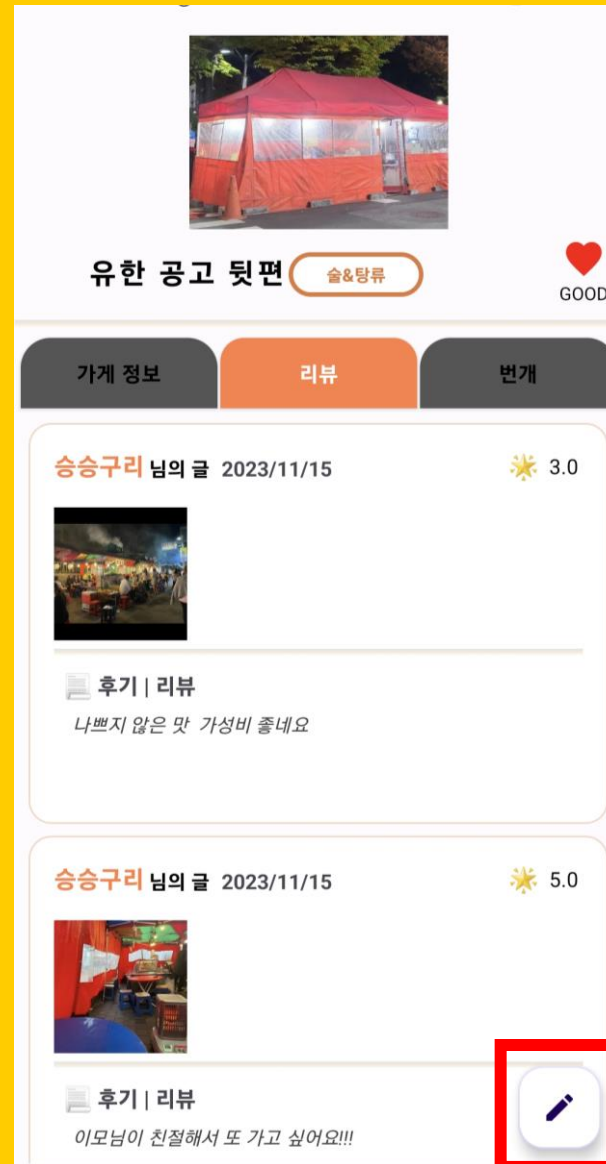 유한 공고 뒷편 술&탕류
GOOD
가게 정보 리뷰 번개
승승구리 님의 글 2023/11/15 3.0
후기 | 리뷰
나쁘지 않은 맛 가성비 좋네요
승승구리 님의 글 2023/11/15 5.0
후기 | 리뷰
이모님이 친절해서 또 가고 싶어요!!!